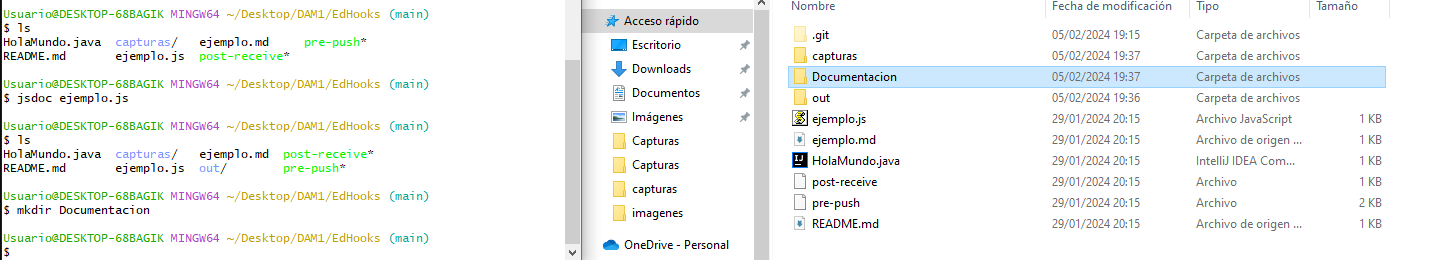 Usuario@DESKTOP-68BAGIK MINGW64 ~/Desktop/DAM1/EdHooks (main)
$ ls
HolaMundo.java capturas/ ejemplo.md pre-push*
README.md ejemplo.js post-receive*
Usuario@DESKTOP-68BAGIK MINGW64 ~/Desktop/DAM1/EdHooks (main)
$ jsdoc ejemplo.js
Usuario@DESKTOP-68BAGIK MINGW64 ~/Desktop/DAM1/EdHooks (main)
$ ls
HolaMundo.java capturas/ ejemplo.md post-receive*
README.md ejemplo.js out/ pre-push*
Usuario@DESKTOP-68BAGIK MINGW64 ~/Desktop/DAM1/EdHooks (main)
$ mkdir Documentacion
Usuario@DESKTOP-68BAGIK MINGW64 ~/Desktop/DAM1/EdHooks (main)
$
Acceso rápido
Escritorio
Downloads
Documentos
Imágenes
Capturas
Capturas
capturas
imagenes
OneDrive - Personal
Nombre Fecha de modificación Tipo Tamaño
.git 05/02/2024 19:15 Carpeta de archivos
capturas 05/02/2024 19:37 Carpeta de archivos
Documentacion 05/02/2024 19:37 Carpeta de archivos
out 05/02/2024 19:36 Carpeta de archivos
ejemplo.js 29/01/2024 20:15 Archivo JavaScript 1 KB
ejemplo.md 29/01/2024 20:15 Archivo de origen ... 1 KB
HolaMundo.java 29/01/2024 20:15 IntelliJ IDEA Com... 1 KB
post-receive 29/01/2024 20:15 Archivo 1 KB
pre-push 29/01/2024 20:15 Archivo 2 KB
README.md 29/01/2024 20:15 Archivo de origen ... 1 KB